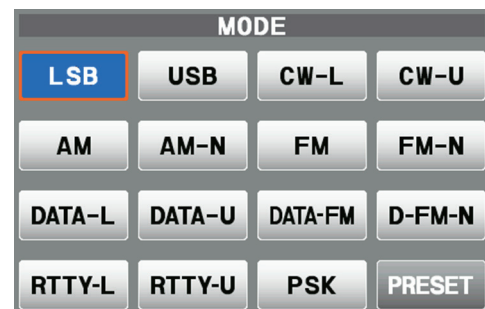 MODE
LSB USB CW-L CW-U
AM AM-N FM FM-N
DATA-L DATA-U DATA-FM D-FM-N
RTTY-L RTTY-U PSK PRESET